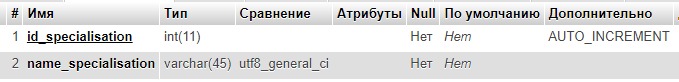 # Имя Тип Сравнение Атрибуты Null По умолчанию Дополнительно
1 id_specialisation int(11) Нет Нет AUTO_INCREMENT
2 name_specialisation varchar(45) utf8_general_ci Нет Нет